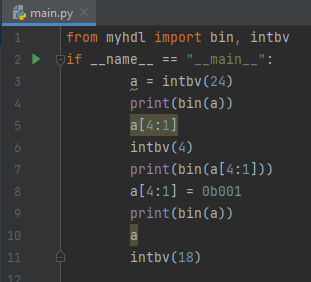 main.py
1 from myhdl import bin, intbv
2 if __name__ == "__main__":
3 a = intbv(24)
4 print(bin(a))
5 a[4:1]
6 intbv(4)
7 print(bin(a[4:1]))
8 a[4:1] = 0b001
9 print(bin(a))
10 a
11 intbv(18)
12